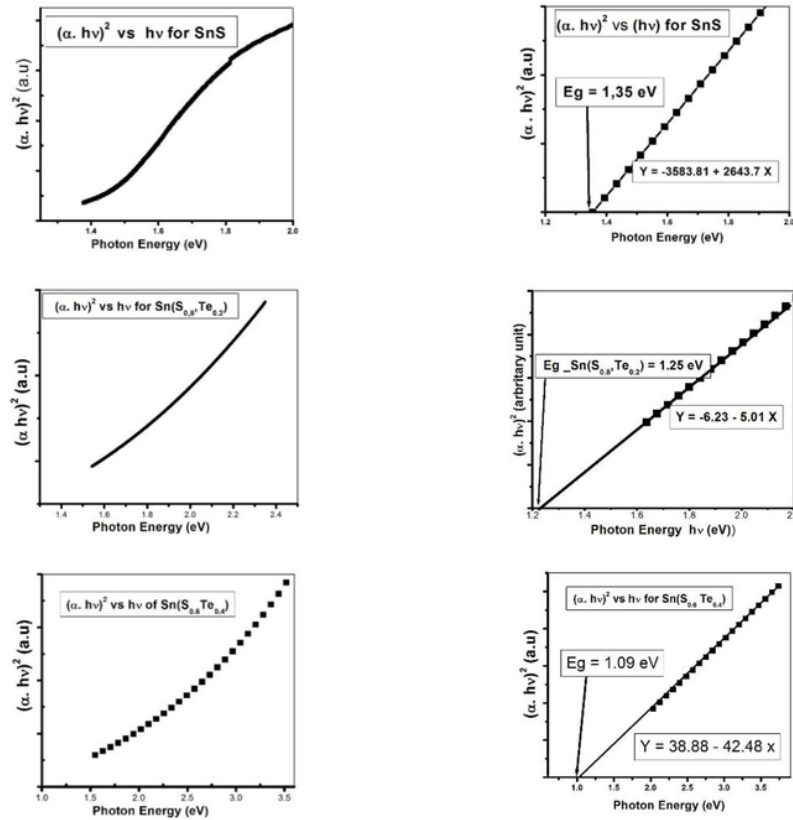 (α. hν)² vs hν for SnS
(α. hν)² (a.u)
1.4 1.6 1.8 2.0
Photon Energy (eV)
(α. hν)² vs (hν) for SnS
Eg = 1,35 eV
Y = -3583.81 + 2643.7 X
(α . hν)² (a.u)
1.2 1.4 1.6 1.8 2.0
Photon Energy (eV)
(α. hν)² vs hν for Sn(S0,8,Te0.2)
(α hν)² (a.u)
1.4 1.6 1.8 2.0 2.2 2.4
Photon Energy (eV)
Eg _Sn(S0.8,Te0.2) = 1.25 eV
Y = -6.23 - 5.01 X
(α. hν)² (arbritary unit)
1.2 1.4 1.6 1.8 2.0
Photon Energy hν (eV))
(α. hν)² vs hν of Sn(S0.6Te0.4)
(α. hν)² (a.u)
1.0 1.5 2.0 2.5 3.0 3.5
Photon Energy (eV)
(α. hν)² vs hν for Sn(S0.6 Te0.4)
Eg = 1.09 eV
Y = 38.88 - 42.48 x
(α. hν)² (a.u)
1.0 2.0 2.5 3.0 3.5
Photon Energy (eV)